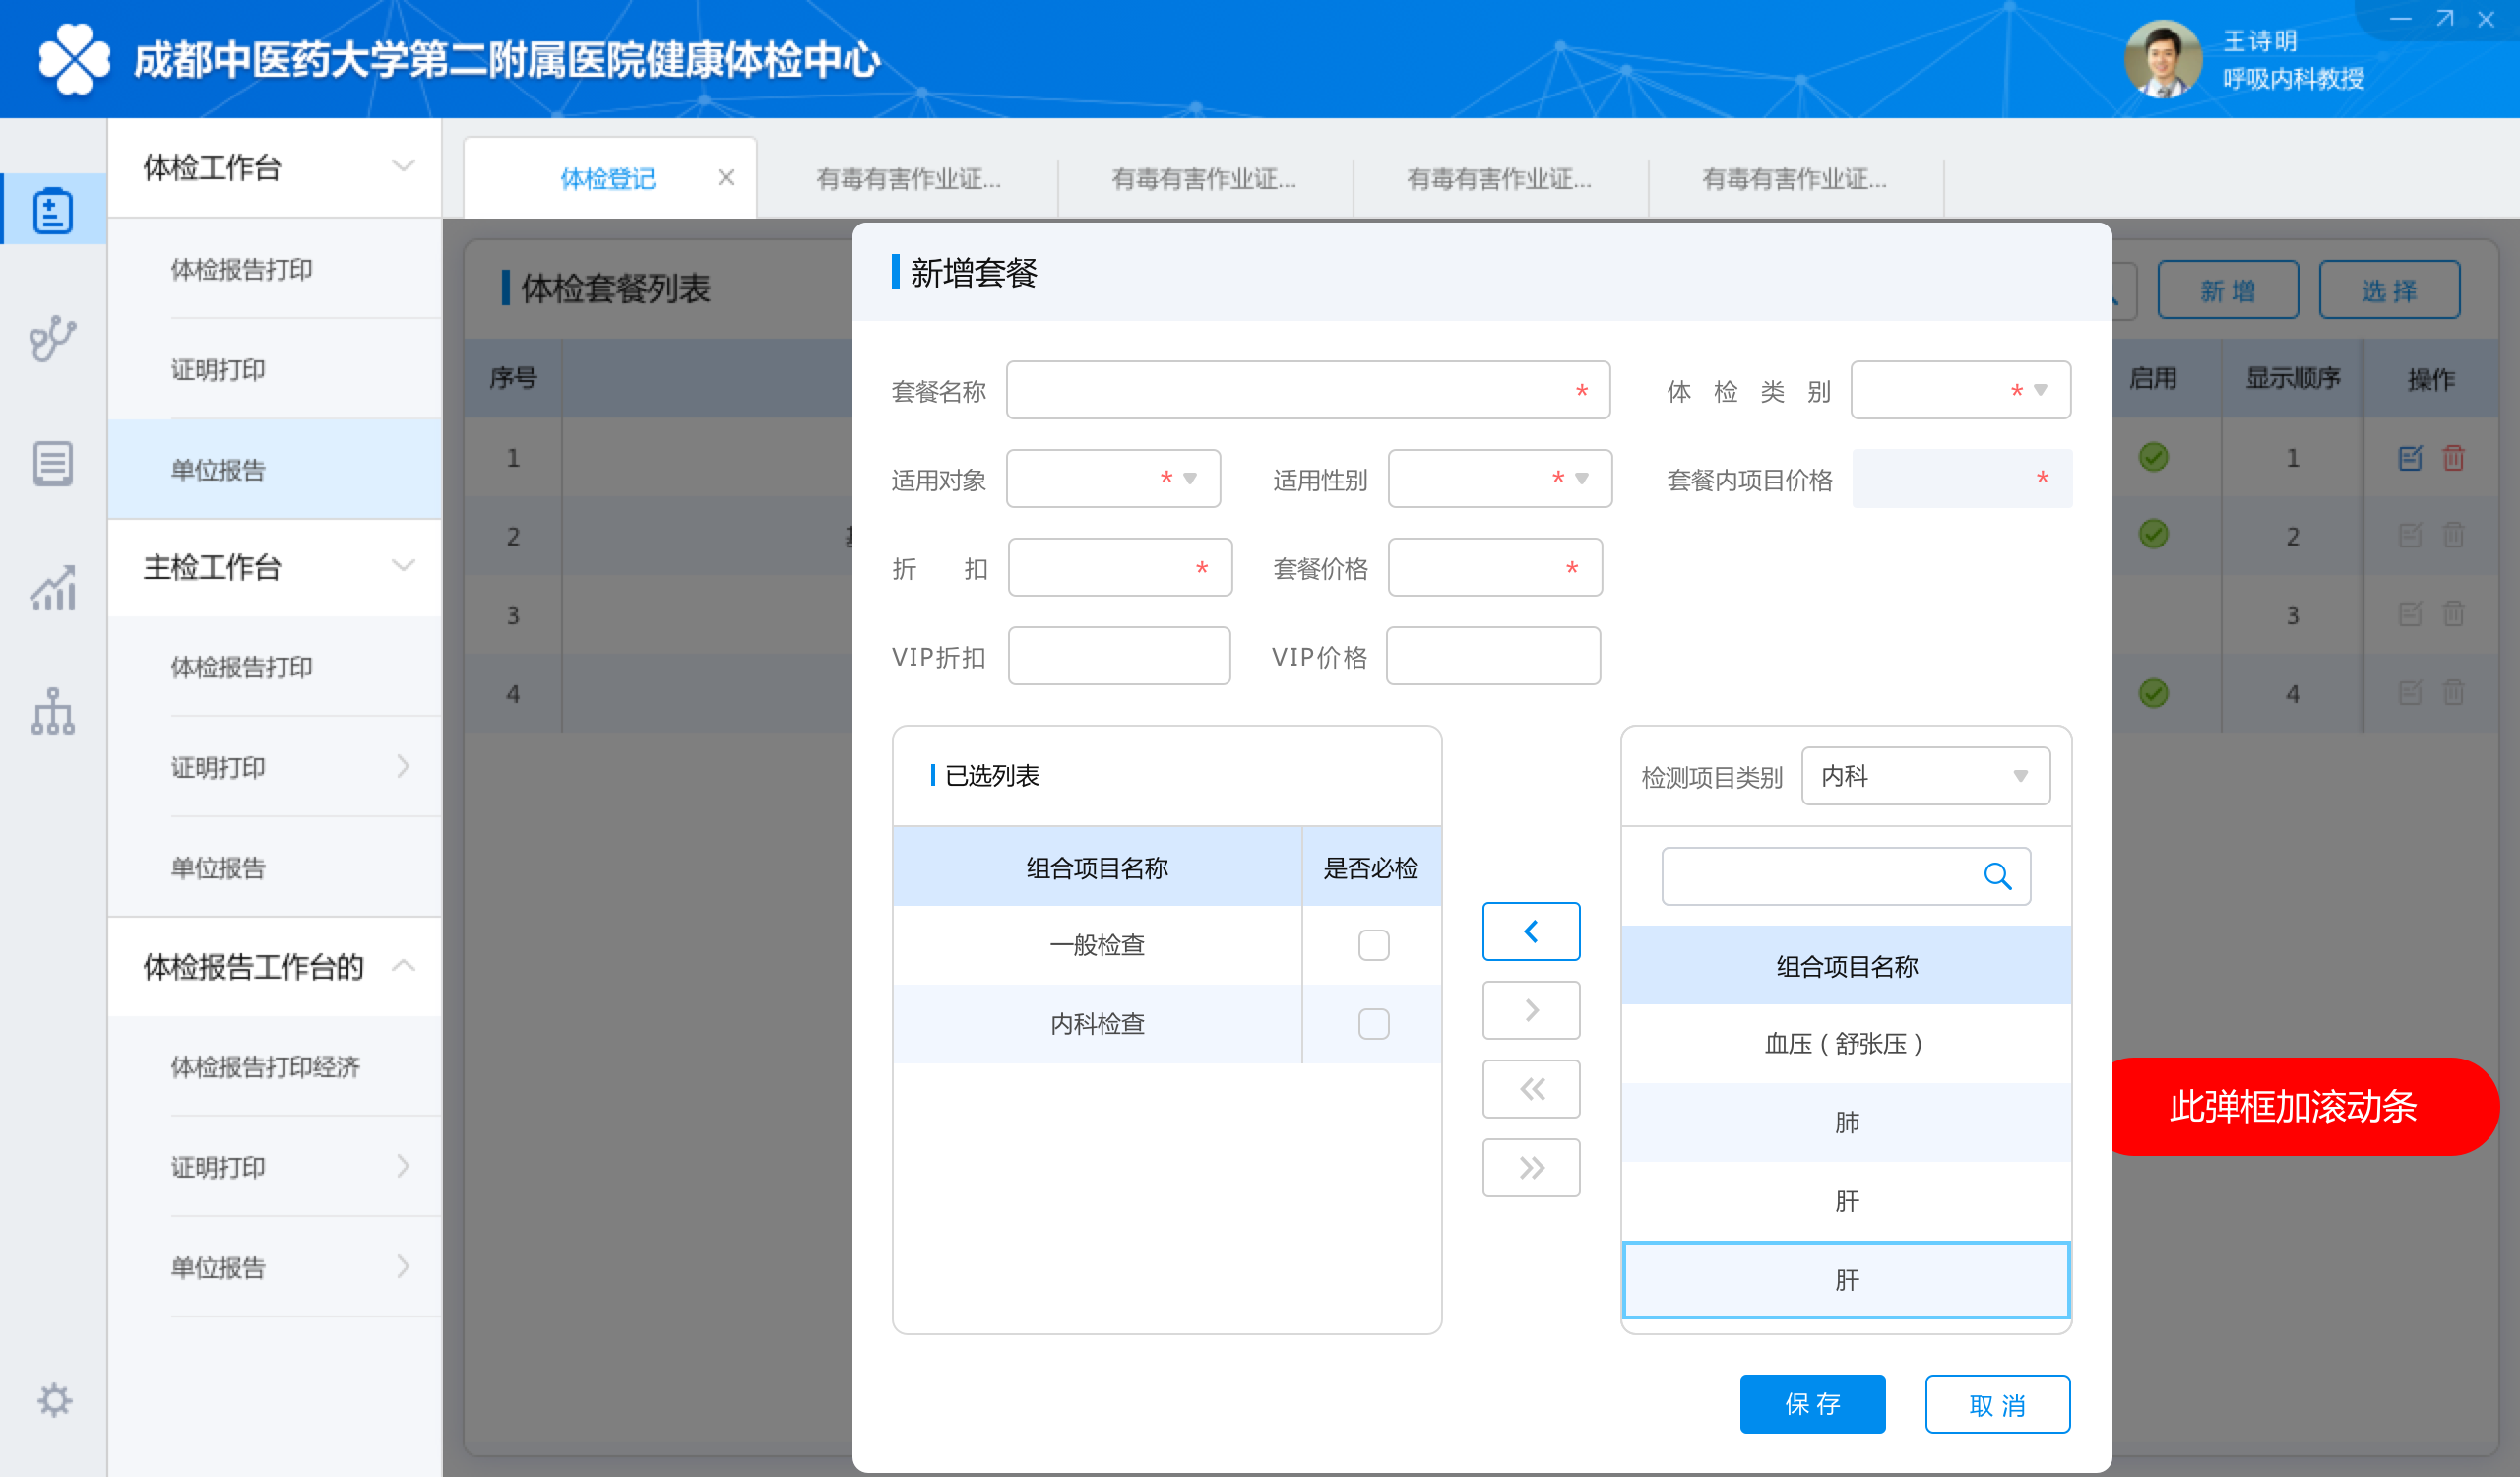 成都中医药大学第二附属医院健康体检中心
王诗明
呼吸内科教授
体检工作台
体检报告打印
证明打印
单位报告
主检工作台
体检报告打印
证明打印
单位报告
体检报告工作台的
体检报告打印经济
证明打印
单位报告
体检登记
有毒有害作业证...
有毒有害作业证...
有毒有害作业证...
有毒有害作业证...
体检套餐列表
新 增
选 择
序号
启用
显示顺序
操作
1
1
2
2
3
3
4
4
新增套餐
套餐名称 *
体 检 类 别 *
适用对象 *
适用性别 *
套餐内项目价格 *
折 扣 *
套餐价格 *
VIP折扣
VIP价格
已选列表
组合项目名称
是否必检
一般检查
内科检查
检测项目类别
内科
组合项目名称
血压（舒张压）
肺
肝
肝
保 存
取 消
此弹框加滚动条